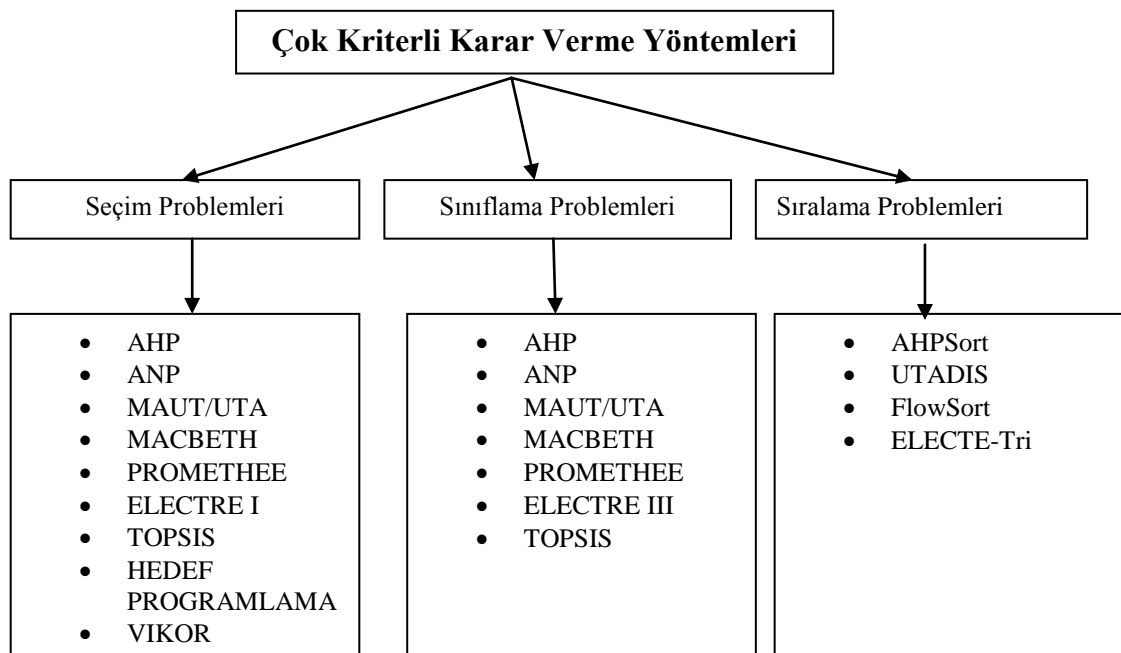 Çok Kriterli Karar Verme Yöntemleri
Seçim Problemleri
Sınıflama Problemleri
Sıralama Problemleri
• AHP
• ANP
• MAUT/UTA
• MACBETH
• PROMETHEE
• ELECTRE I
• TOPSIS
• HEDEF
PROGRAMLAMA
• VIKOR
• AHP
• ANP
• MAUT/UTA
• MACBETH
• PROMETHEE
• ELECTRE III
• TOPSIS
• AHPSort
• UTADIS
• FlowSort
• ELECTE-Tri